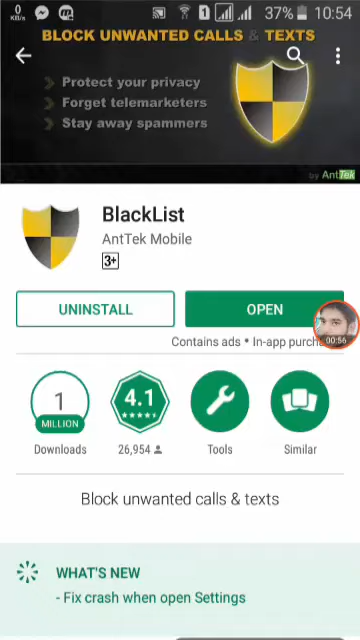 0
KB/s
1
37%
10:54
BLOCK UNWANTED CALLS & TEXTS
Protect your privacy
Forget telemarketers
Stay away spammers
by AntTek
BlackList
AntTek Mobile
3+
UNINSTALL
OPEN
00:56
Contains ads • In-app purch
1
MILLION
4.1
Downloads
26,954
Tools
Similar
Block unwanted calls & texts
WHAT'S NEW
- Fix crash when open Settings